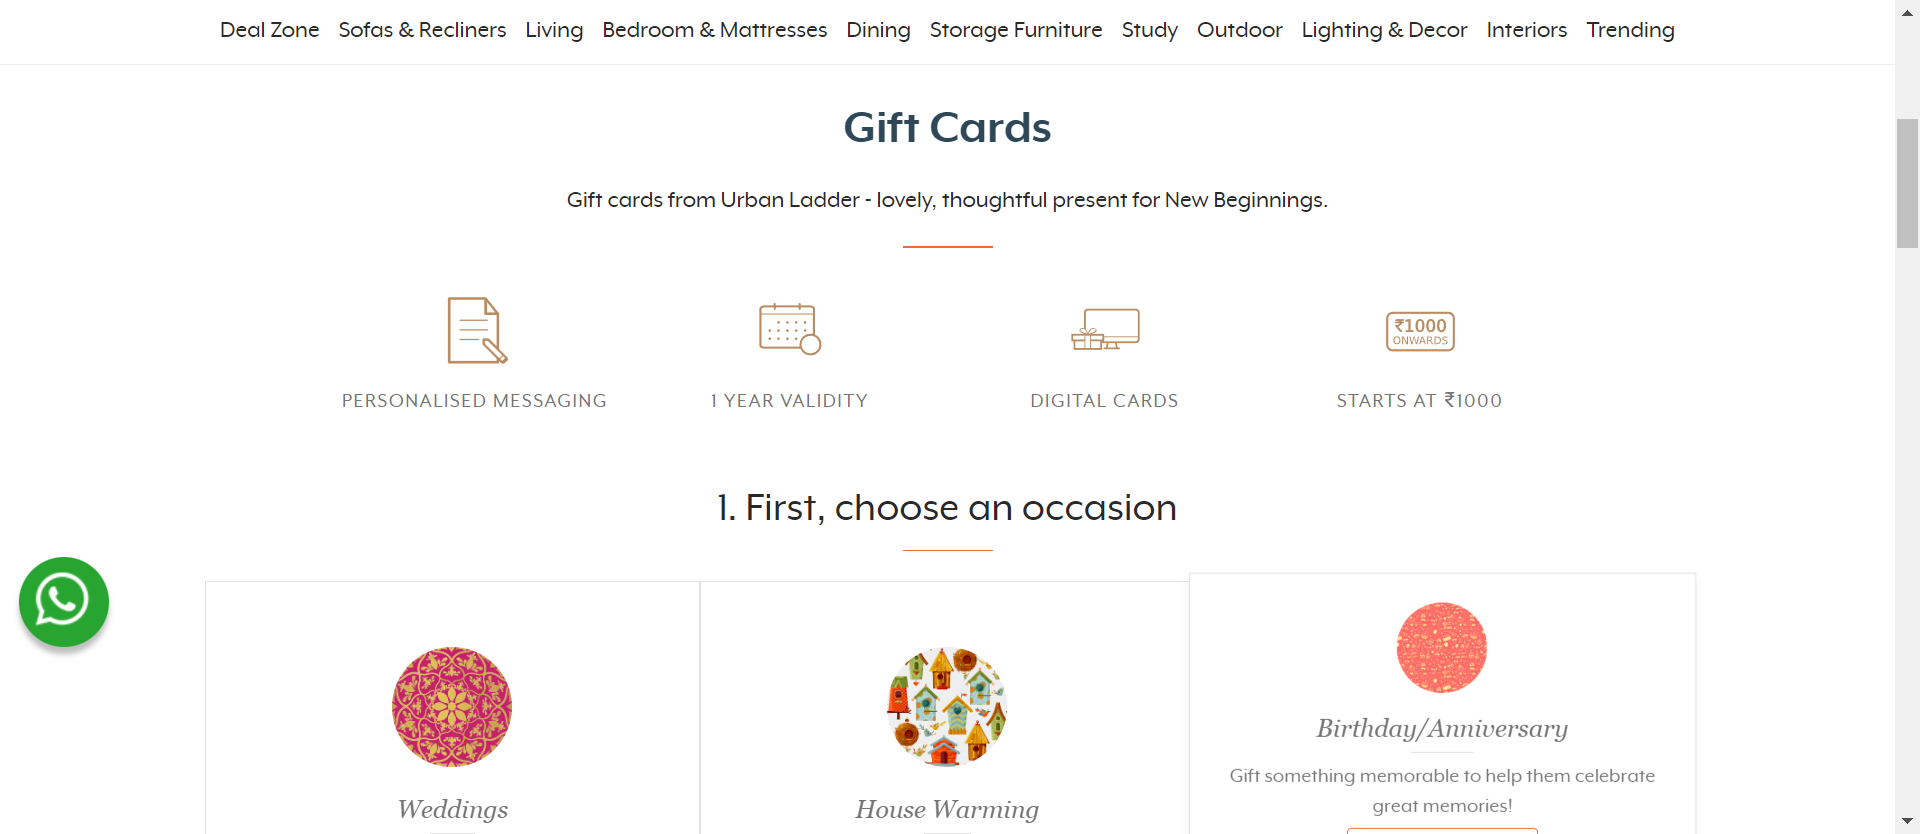 Deal Zone Sofas & Recliners Living Bedroom & Mattresses Dining Storage Furniture Study Outdoor Lighting & Decor Interiors Trending
Gift Cards
Gift cards from Urban Ladder - lovely, thoughtful present for New Beginnings.
₹1000
ONWARDS
PERSONALISED MESSAGING
1 YEAR VALIDITY
DIGITAL CARDS
STARTS AT ₹1000
1. First, choose an occasion
Weddings
House Warming
Birthday/Anniversary
Gift something memorable to help them celebrate
great memories!